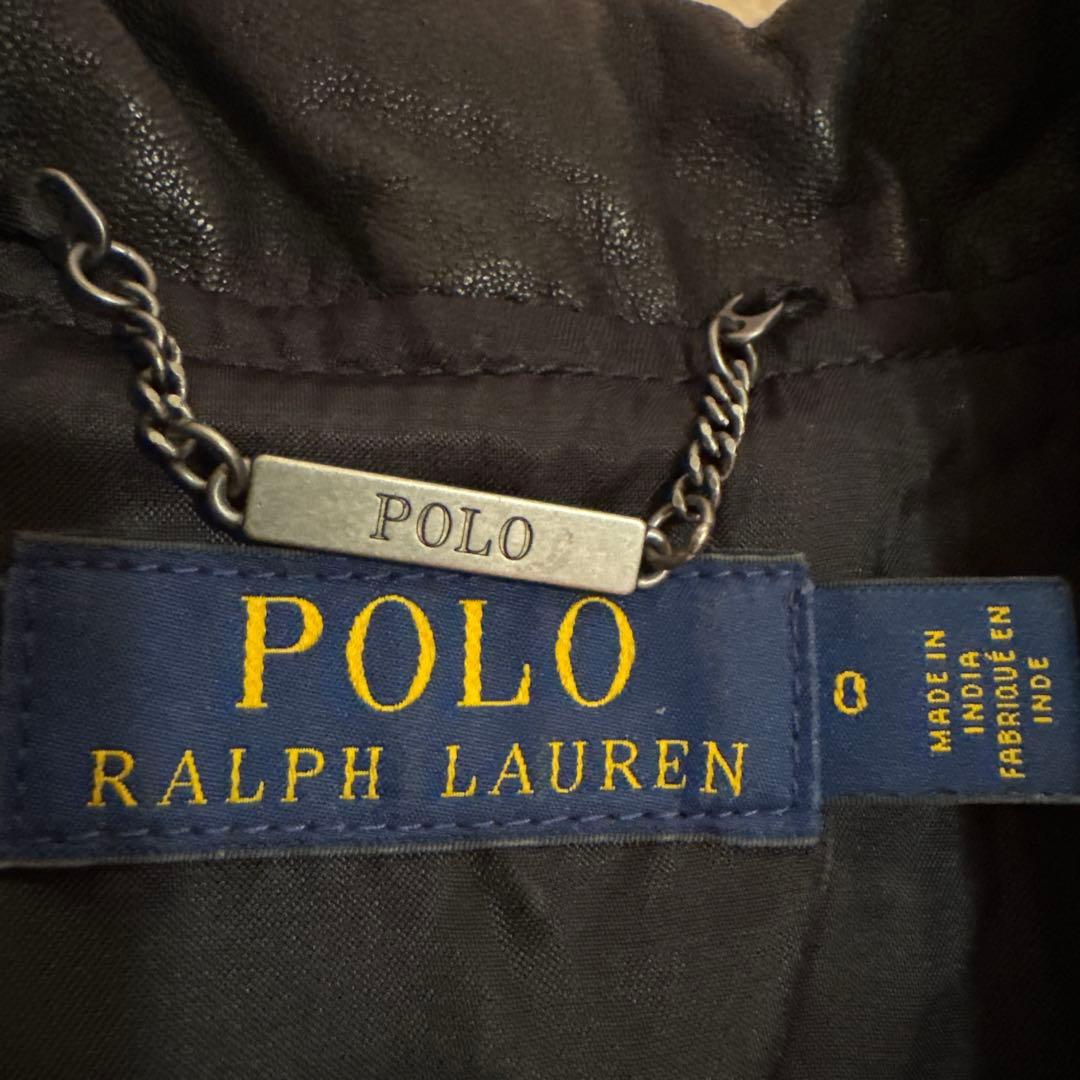 POLO
POLO
RALPH LAUREN
0
MADE IN
INDIA
FABRIQUÉ EN
INDE